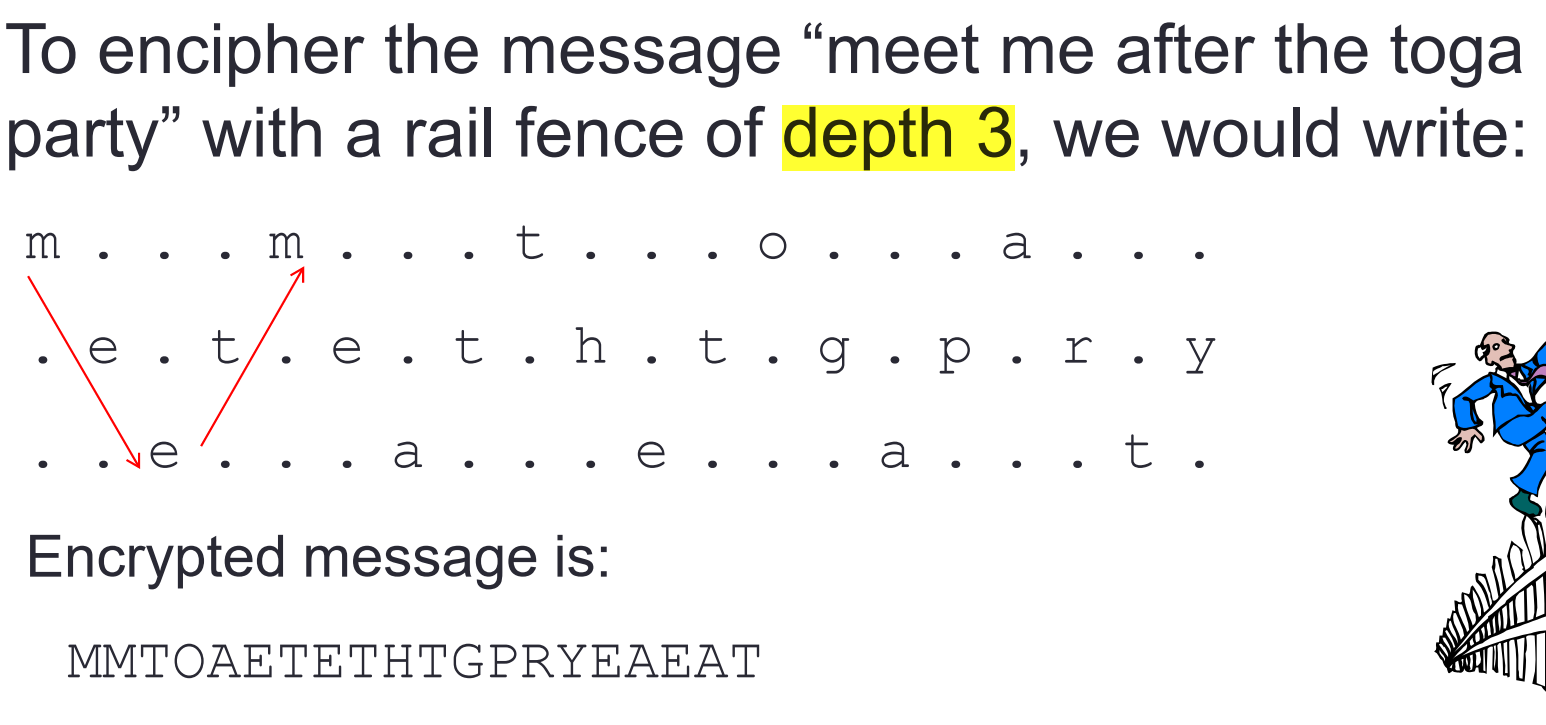 To encipher the message “meet me after the toga
party” with a rail fence of depth 3, we would write:
m . . . m . . . t . . . o . . . a . . .
. e . t . e . t . h . t . g . p . r . y
. . e . . . a . . . e . . . a . . . t .
Encrypted message is:
MMTOAETETHTGPRYEAEAT